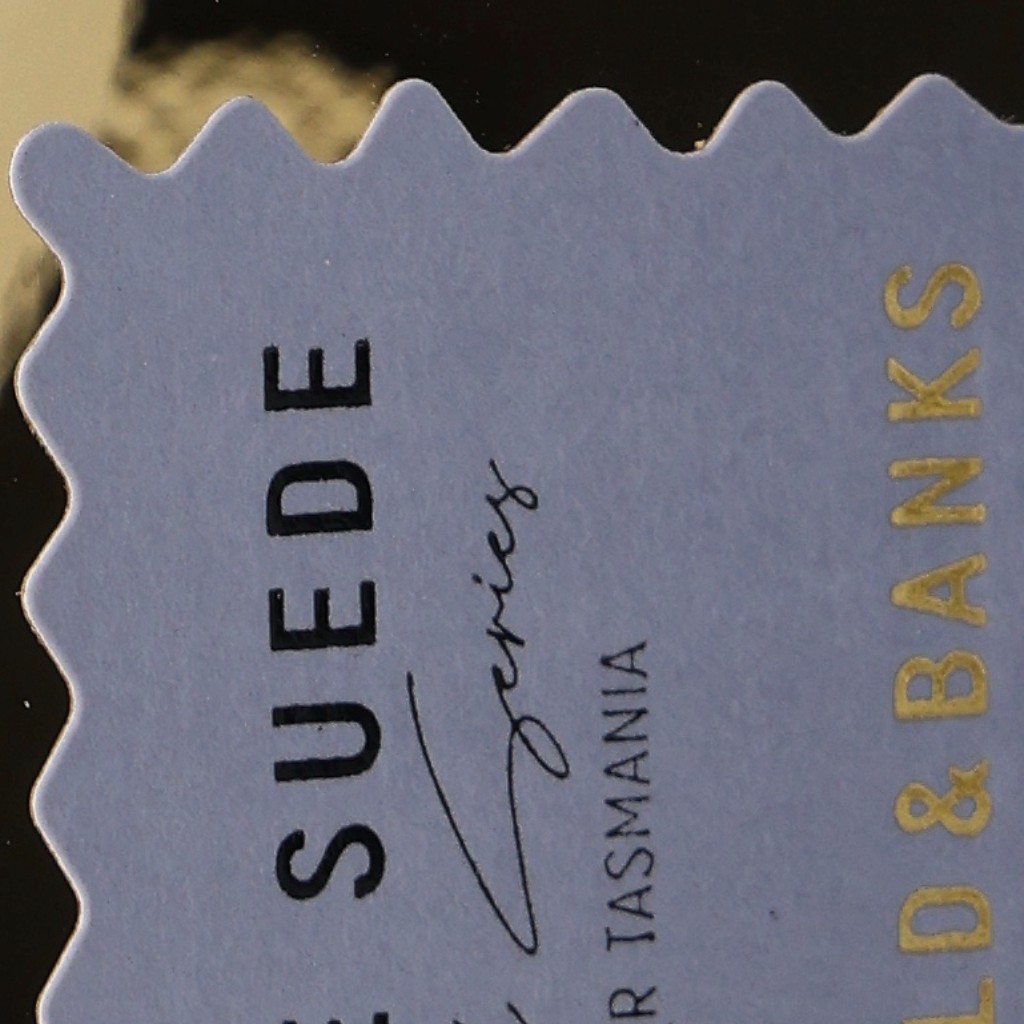 SUEDE
Series
R TASMANIA
LD & BANKS